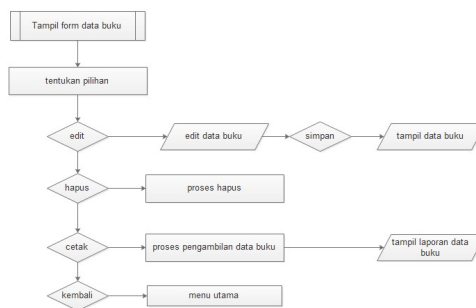 Tampil form data buku
tentukan pilihan
edit
edit data buku
simpan
tampil data buku
hapus
proses hapus
cetak
proses pengambilan data buku
tampil laporan data
buku
kembali
menu utama